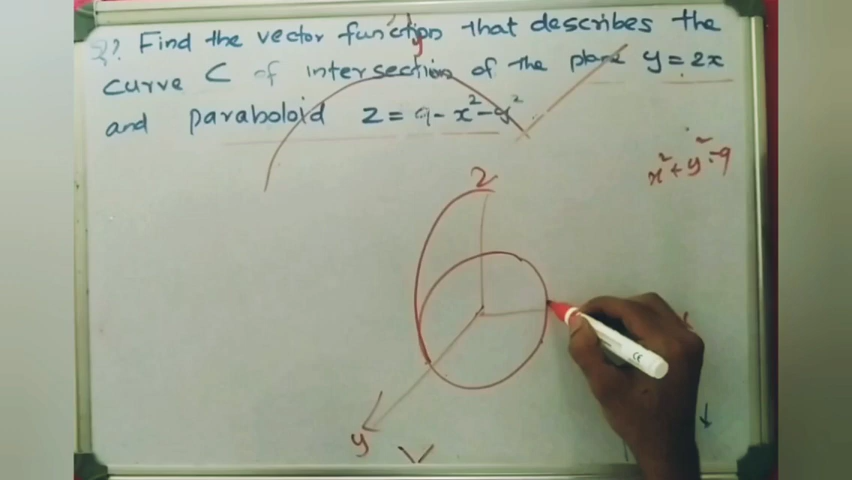 Find the vector function that describes the
curve C of intersection of the plane y = 2x
and paraboloid z = 9 - x² - y².
x² + y² = 9
z
y